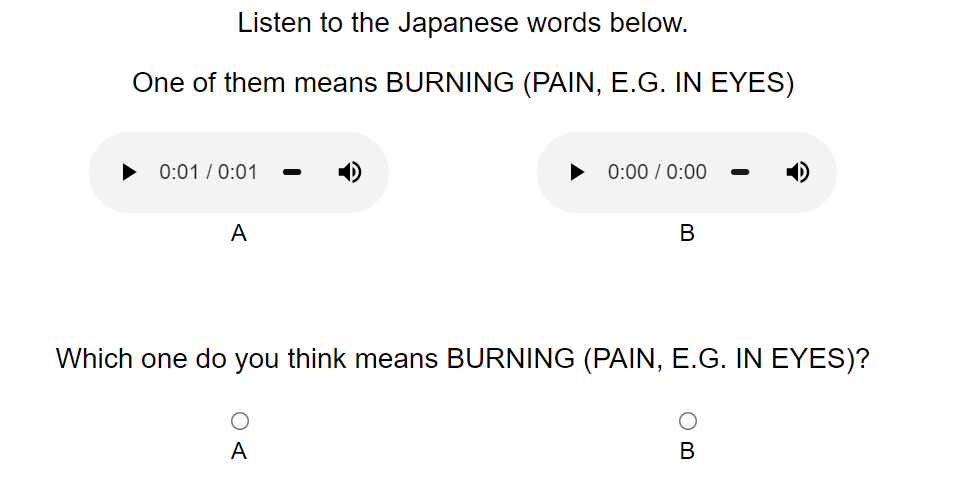 Listen to the Japanese words below.
One of them means BURNING (PAIN, E.G. IN EYES)
0:01 / 0:01
0:00 / 0:00
A
B
Which one do you think means BURNING (PAIN, E.G. IN EYES)?
A
B